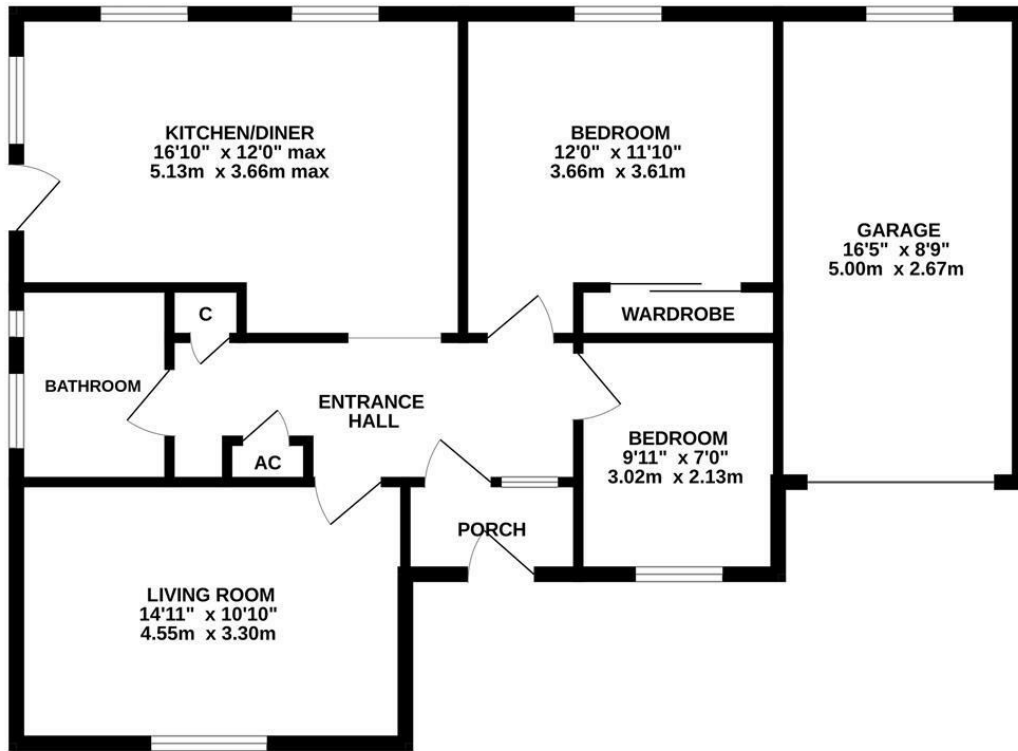 KITCHEN/DINER
16'10" x 12'0" max
5.13m x 3.66m max
BEDROOM
12'0" x 11'10"
3.66m x 3.61m
GARAGE
16'5" x 8'9"
5.00m x 2.67m
C
WARDROBE
BATHROOM
ENTRANCE
HALL
AC
BEDROOM
9'11" x 7'0"
3.02m x 2.13m
PORCH
LIVING ROOM
14'11" x 10'10"
4.55m x 3.30m